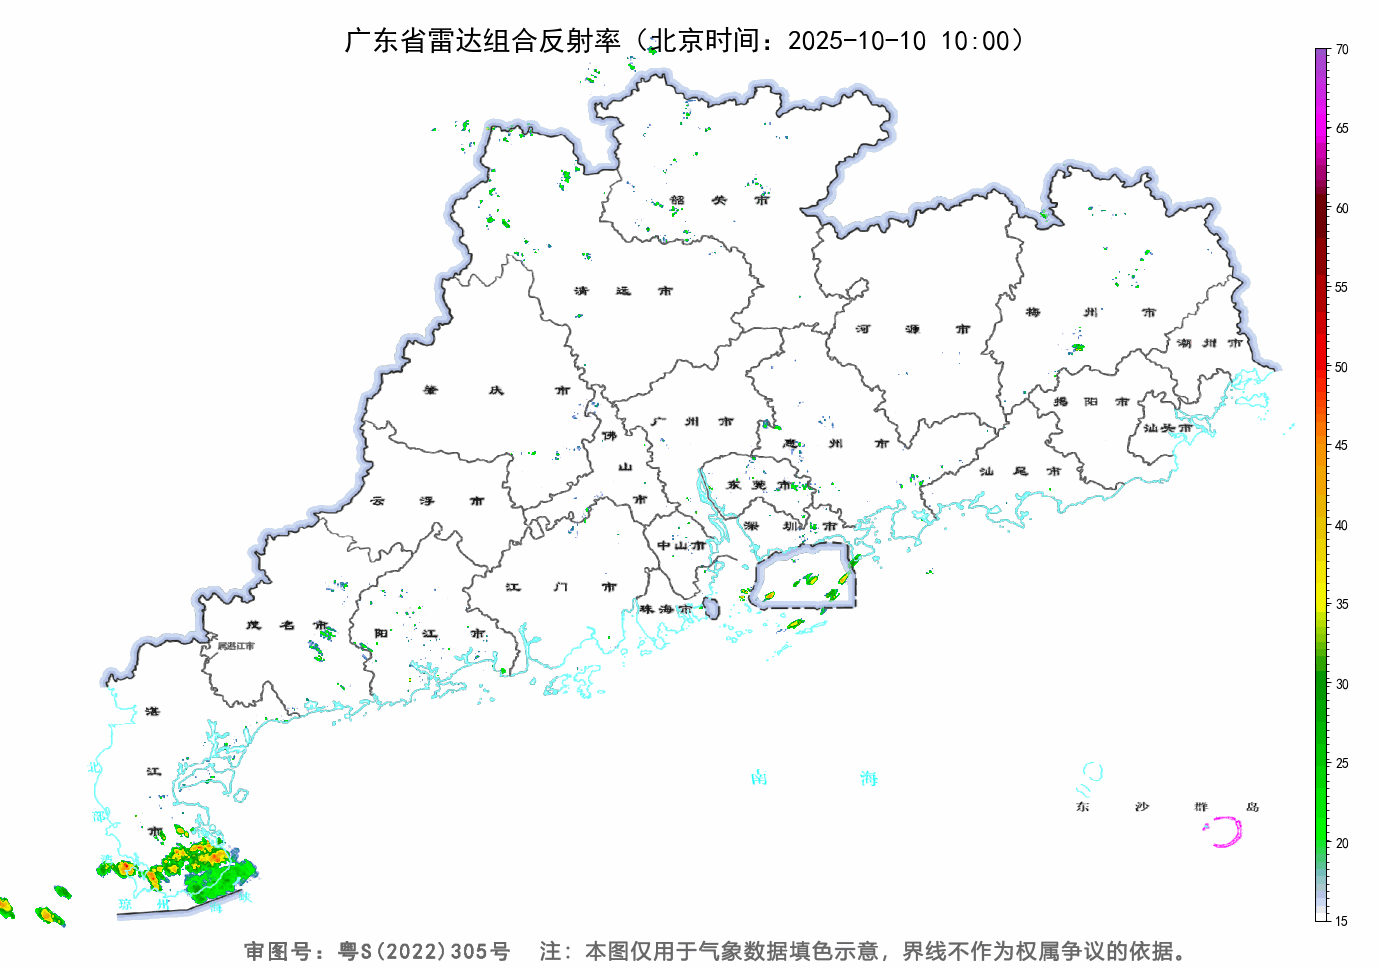 广东省雷达组合反射率（北京时间：2025-10-10 10:00）
70
65
60
55
50
45
40
35
30
25
20
15
韶关市
清远市
河源市
梅州市
潮州市
肇庆市
广州市
揭阳市
汕头市
佛山市
惠州市
汕尾市
云浮市
东莞市
深圳市
中山市
江门市
珠海市
茂名市
阳江市
属湛江市
湛江市
北部湾
南海
东沙群岛
琼州海峡
审图号：粤S(2022)305号 注：本图仅用于气象数据填色示意，界线不作为权属争议的依据。